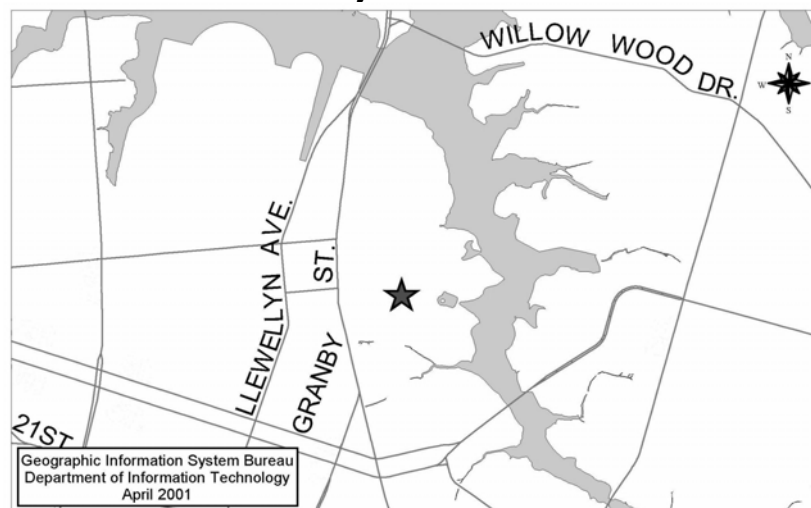 WILLOW WOOD DR.
N
W
S
LLEWELLYN AVE.
GRANBY ST.
21ST
Geographic Information System Bureau
Department of Information Technology
April 2001